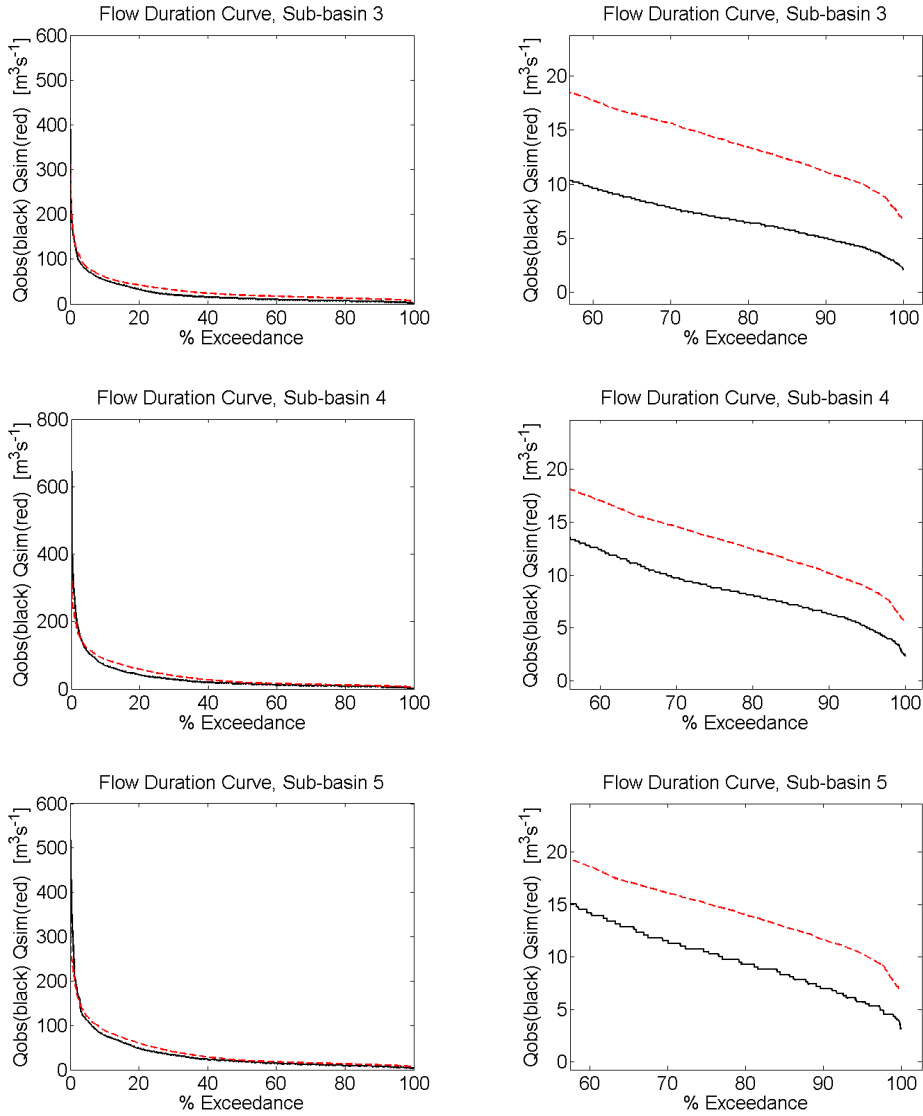 Flow Duration Curve, Sub-basin 3
Qobs(black) Qsim(red) [m³s⁻¹]
600
500
400
300
200
100
0
0 20 40 60 80 100
% Exceedance
Flow Duration Curve, Sub-basin 3
Qobs(black) Qsim(red) [m³s⁻¹]
20
15
10
5
0
60 70 80 90 100
% Exceedance
Flow Duration Curve, Sub-basin 4
Qobs(black) Qsim(red) [m³s⁻¹]
800
600
400
200
0
0 20 40 60 80 100
% Exceedance
Flow Duration Curve, Sub-basin 4
Qobs(black) Qsim(red) [m³s⁻¹]
20
15
10
5
0
60 70 80 90 100
% Exceedance
Flow Duration Curve, Sub-basin 5
Qobs(black) Qsim(red) [m³s⁻¹]
600
500
400
300
200
100
0
0 20 40 60 80 100
% Exceedance
Flow Duration Curve, Sub-basin 5
Qobs(black) Qsim(red) [m³s⁻¹]
20
15
10
5
0
60 70 80 90 100
% Exceedance